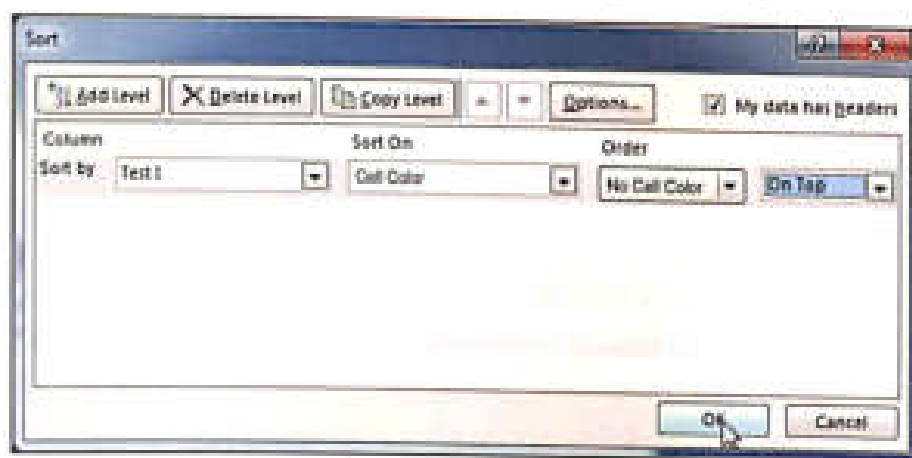 Sort
Add Level Delete Level Copy Level Options... My data has headers
Column Sort On Order
Sort by Test 1 Cell Color No Cell Color On Top
OK Cancel